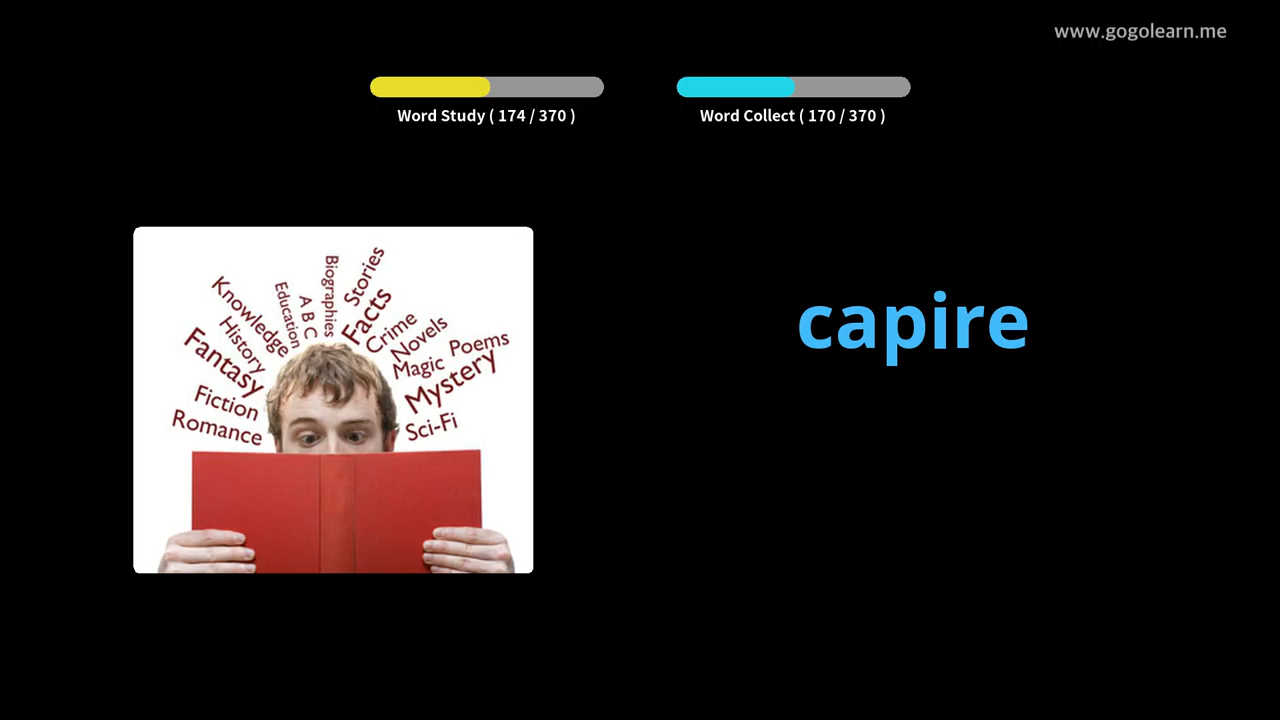 www.gogolearn.me
Word Study ( 174 / 370 )
Word Collect ( 170 / 370 )
capire
Biographies
Stories
Knowledge
Education
A B C
Facts
History
Crime
Novels
Poems
Fantasy
Magic
Mystery
Fiction
Romance
Sci-Fi